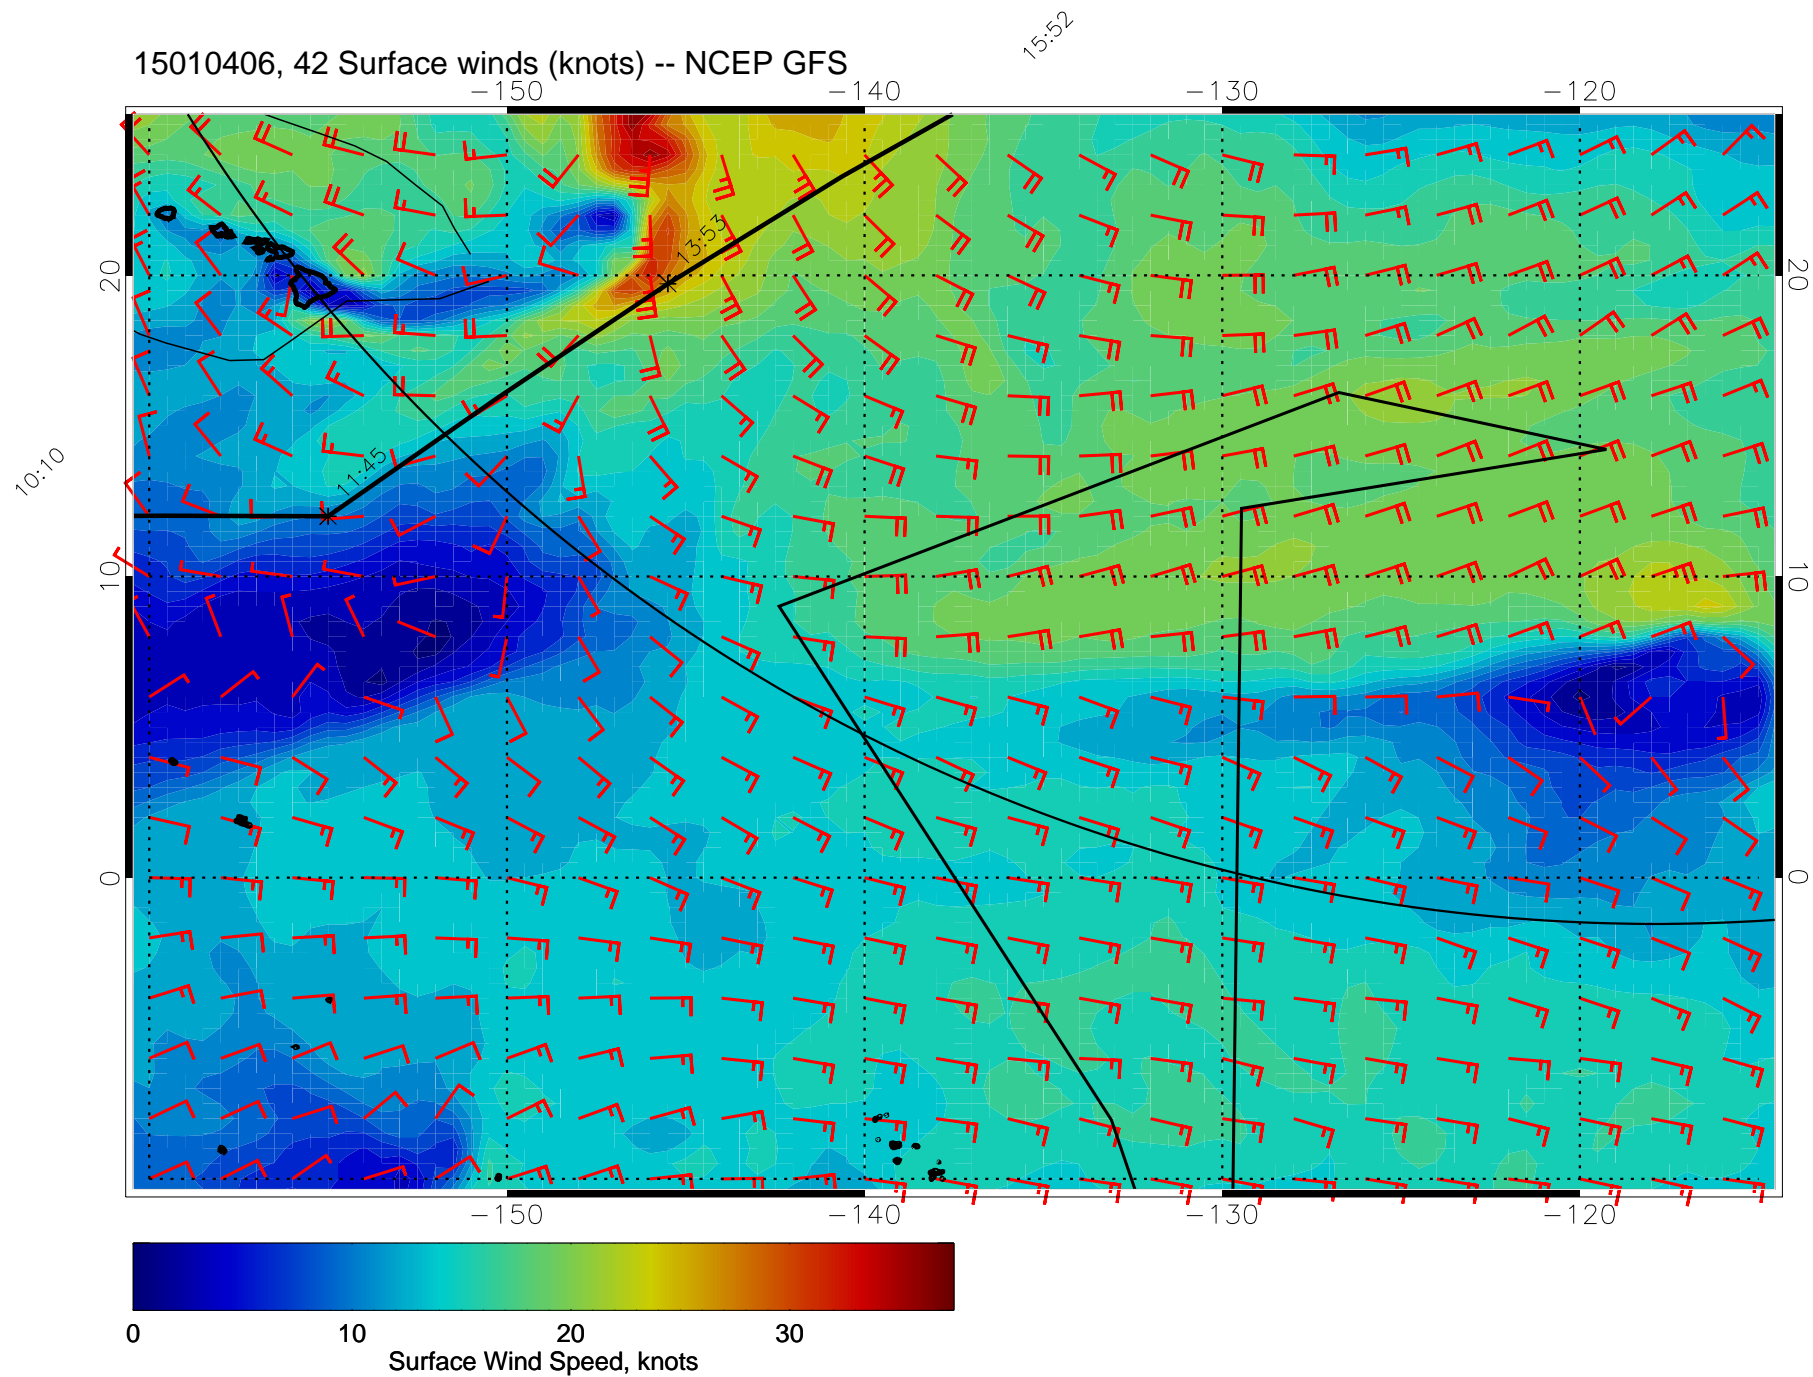 15:52
15010406, 42 Surface winds (knots) -- NCEP GFS
-150 -140 -130 -120
20 20
13:53
10:10
11:45
10 10
0 0
-150 -140 -130 -120
0 10 20 30
Surface Wind Speed, knots